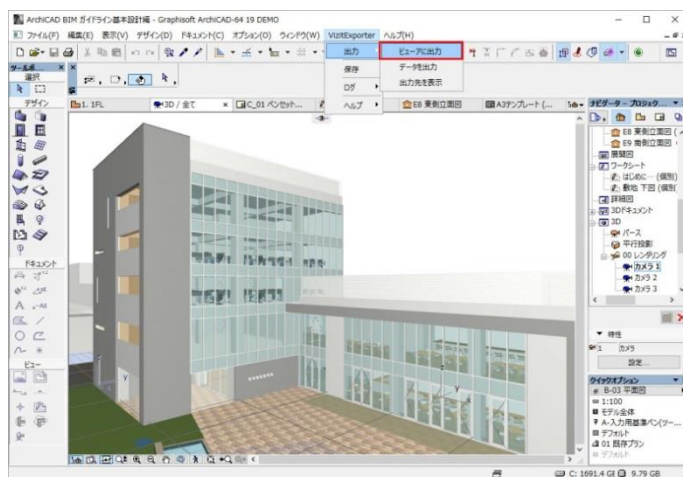 ArchiCAD BIM ガイドライン基本設計編 - Graphisoft ArchiCAD-64 19 DEMO
ファイル(F) 編集(E) 表示(V) デザイン(D) ドキュメント(C) オプション(O) ウィンドウ(W) VizitExporter ヘルプ(H)
出力
ビューアに出力
保存
データを出力
ログ
出力先を表示
ヘルプ
ツールボ...
選択
デザイン
ドキュメント
ビュー
1. 1FL
3D / 全て
C_01 パンセット...
E8 東側立面図
A3テンプレート (...
ナビゲータ - プロジェク...
E8 東側立面図 (
E9 南側立面図
展開図
ワークシート
はじめに… (個別)
敷地 下図 (個別)
詳細図
3Dドキュメント
3D
パース
平行投影
00 レンダリング
カメラ 1
カメラ 2
カメラ 3
特性
1 カメラ
設定...
クイックオプション
B-03 平面図
1:100
モデル全体
A-入力用基準ペン(ツー...
デフォルト
01 既存プラン
デフォルト
C: 1691.4 GE 9.79 GB